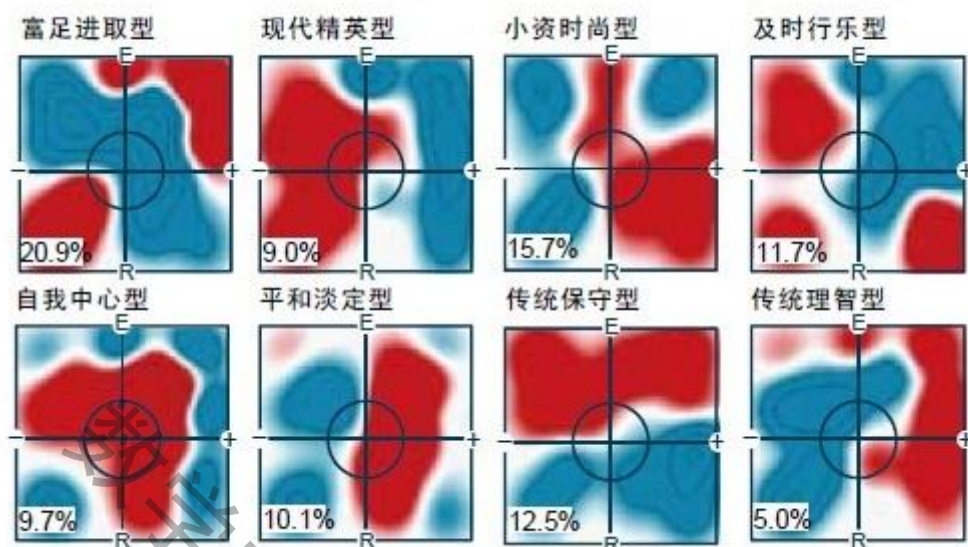 富足进取型 现代精英型 小资时尚型 及时行乐型
E E E E
- + - + - + - +
20.9% 9.0% 15.7% 11.7%
R R R R
自我中心型 平和淡定型 传统保守型 传统理智型
E E E E
- + - + - + - +
9.7% 10.1% 12.5% 5.0%
R R R R